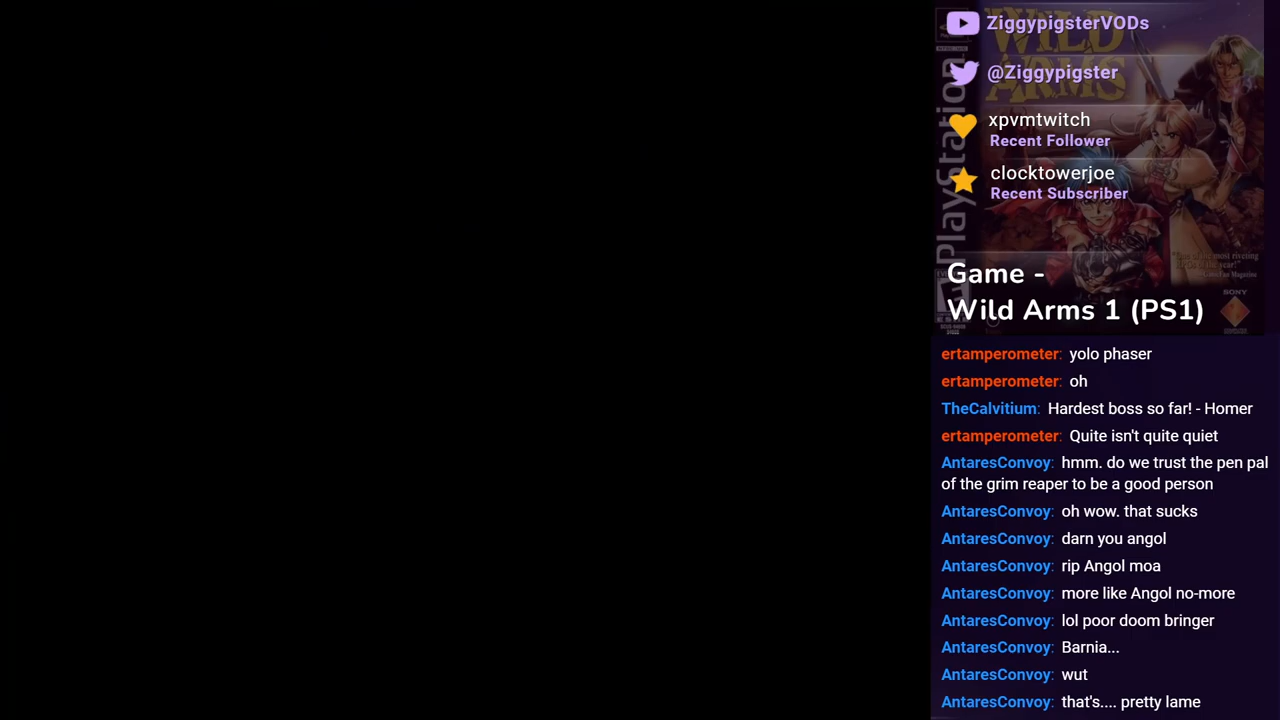 ZiggypigsterVODs
@Ziggypigster
xpvmtwitch
Recent Follower
clocktowerjoe
Recent Subscriber
WILD
ARMS
PlayStation
Game -
Wild Arms 1 (PS1)
SONY
ertamperometer: yolo phaser
ertamperometer: oh
TheCalvitium: Hardest boss so far! - Homer
ertamperometer: Quite isn't quite quiet
AntaresConvoy: hmm. do we trust the pen pal
of the grim reaper to be a good person
AntaresConvoy: oh wow. that sucks
AntaresConvoy: darn you angol
AntaresConvoy: rip Angol moa
AntaresConvoy: more like Angol no-more
AntaresConvoy: lol poor doom bringer
AntaresConvoy: Barnia...
AntaresConvoy: wut
AntaresConvoy: that's.... pretty lame